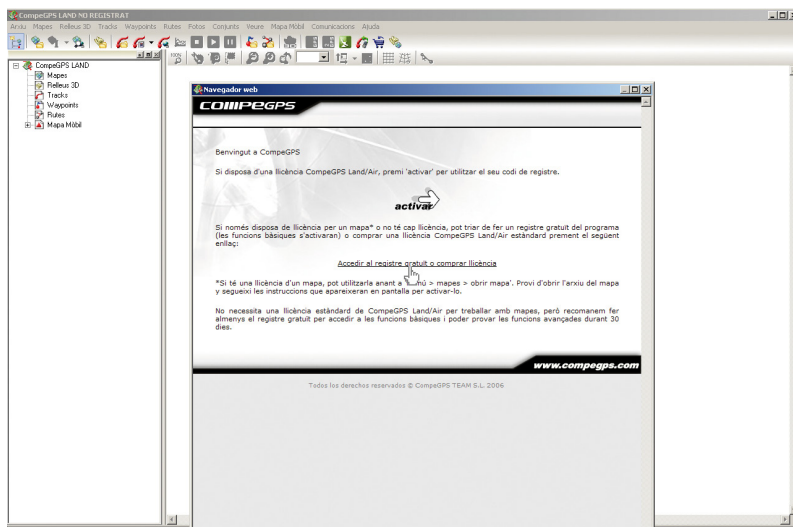 CompeGPS LAND NO REGISTRAT
Arxiu Mapes Relleus 3D Tracks Waypoints Rutes Fotos Conjunts Veure Mapa Mòbil Comunicacions Ajuda
100%
CompeGPS LAND
Mapes
Relleus 3D
Tracks
Waypoints
Rutes
Mapa Mòbil
Navegador web
COMPEGPS
Benvingut a CompeGPS
Si disposa d'una llicència CompeGPS Land/Air, premi 'activar' per utilitzar el seu codi de registre.
activar
Si només disposa de llicència per un mapa* o no té cap llicència, pot triar de fer un registre gratuït del programa
(les funcions bàsiques s'activaran) o comprar una llicència CompeGPS Land/Air estàndard prement el següent
enllaç:
Accedir al registre gratuit o comprar llicència
*Si té una llicència d'un mapa, pot utilitzarla anant a 'Menú > mapes > obrir mapa'. Provi d'obrir l'arxiu del mapa
y segueixi les instruccions que apareixeran en pantalla per activar-lo.
No necessita una llicència estàndard de CompeGPS Land/Air per treballar amb mapes, peró recomanem fer
almenys el registre gratuït per accedir a les funcions bàsiques i poder provar les funcions avançades durant 30
dies.
www.compegps.com
Todos los derechos reservados © CompeGPS TEAM S.L. 2006